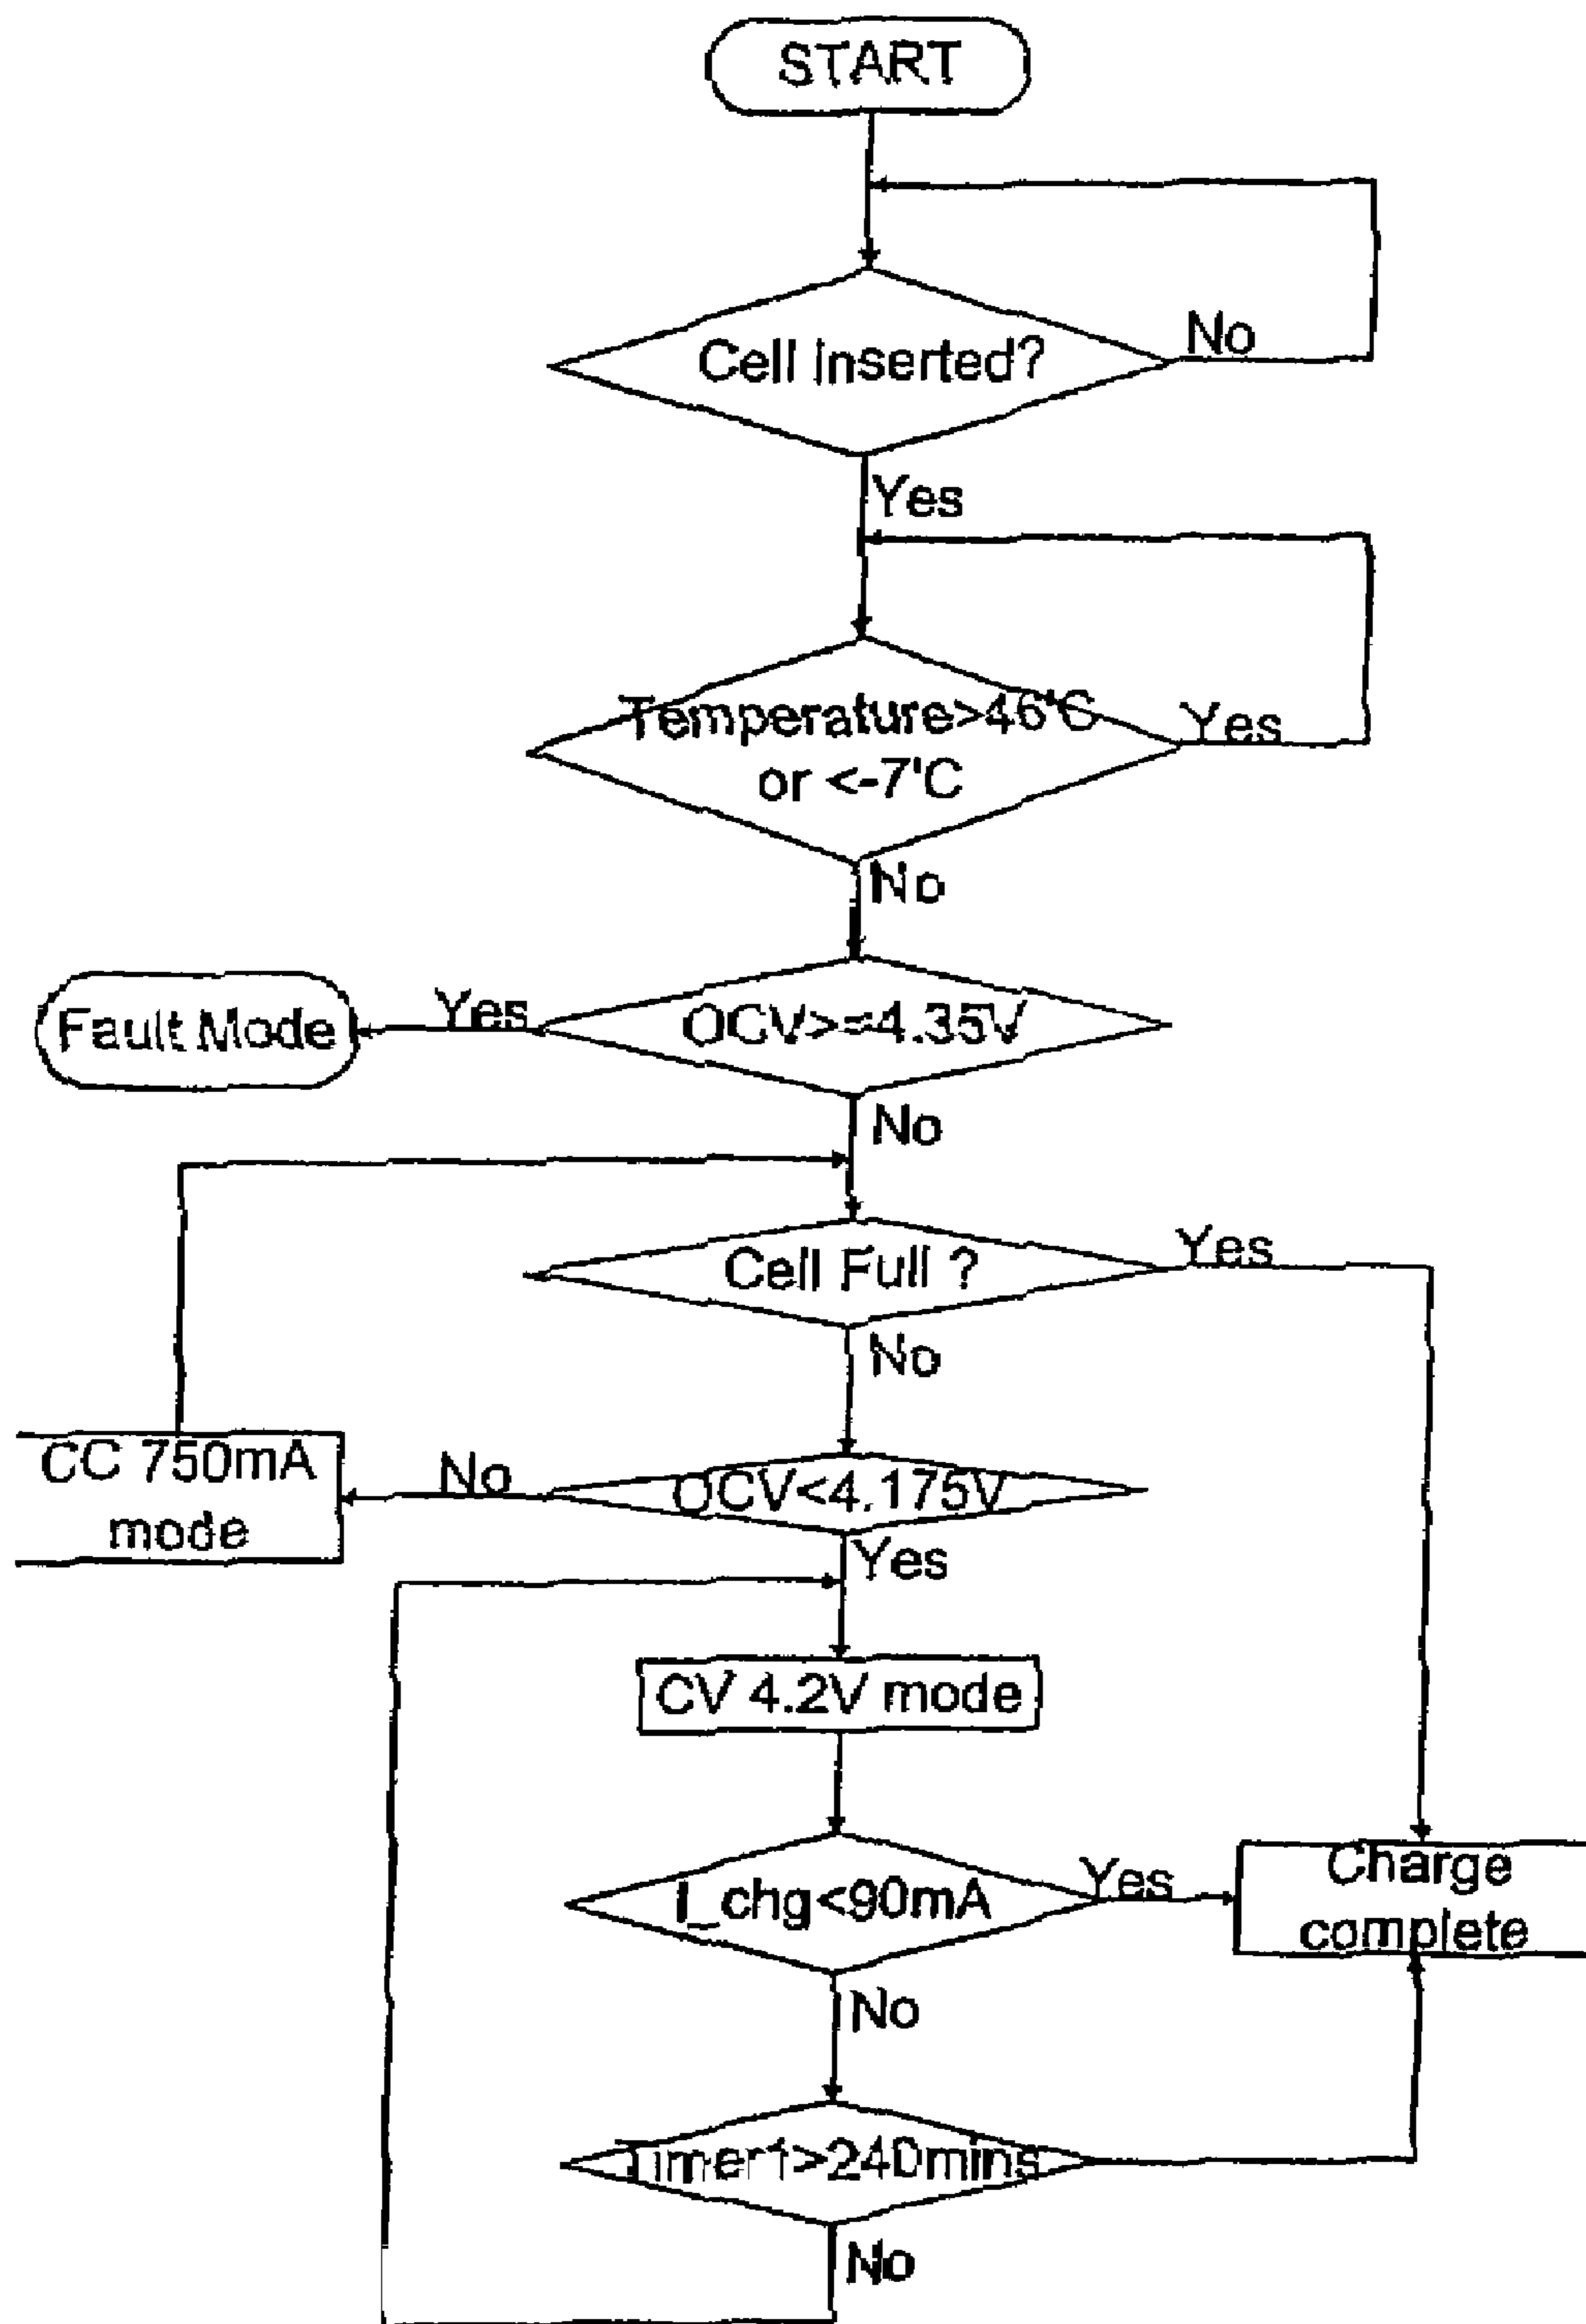 START
Cell Inserted?
No
Yes
Temperature>46'C
or <-7'C
Yes
No
OCV>=4.35V
Yes
Fault Mode
No
Cell Full ?
Yes
No
OCV<4.175V
No
CC 750mA
mode
Yes
CV 4.2V mode
I_chg<90mA
Yes
Charge
complete
No
Timer1>240mins
No